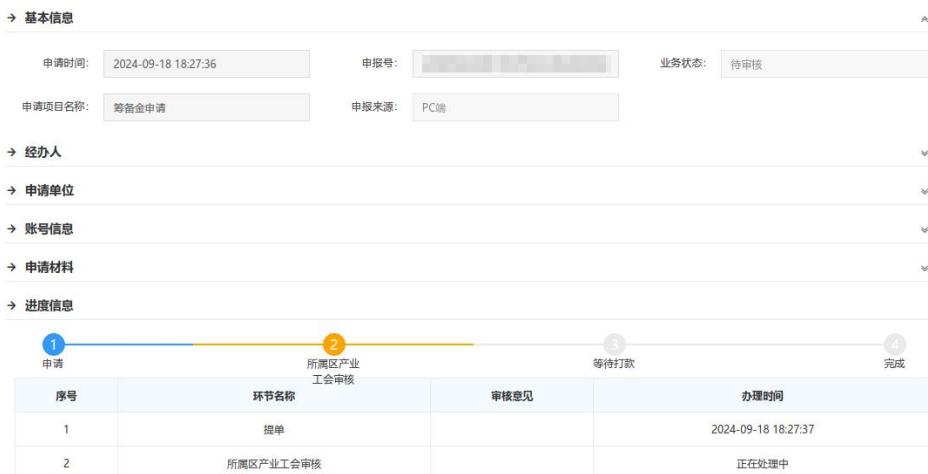 基本信息
申请时间: 2024-09-18 18:27:36 申报号: 业务状态: 待审核
申请项目名称: 筹备金申请 申报来源: PC端
经办人
申请单位
账号信息
申请材料
进度信息
1 2 3 4
申请 所属区产业工会审核 等待打款 完成
序号 环节名称 审核意见 办理时间
1 提单 2024-09-18 18:27:37
2 所属区产业工会审核 正在处理中